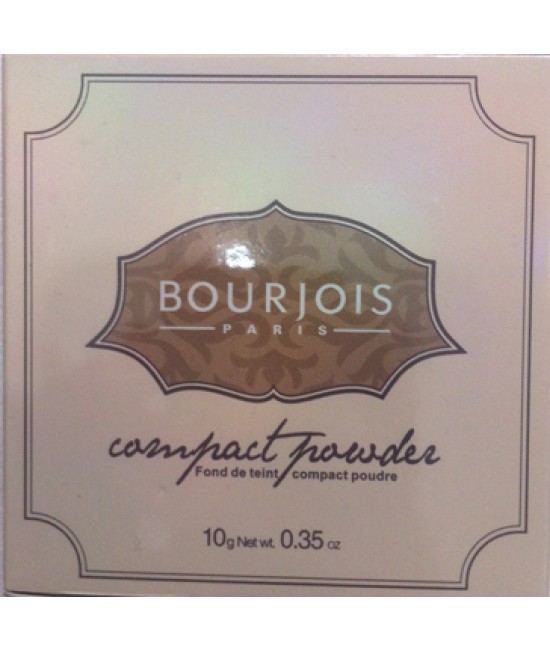 BOURJOIS
PARIS
compact powder
Fond de teint compact poudre
10g Net wt. 0.35 oz